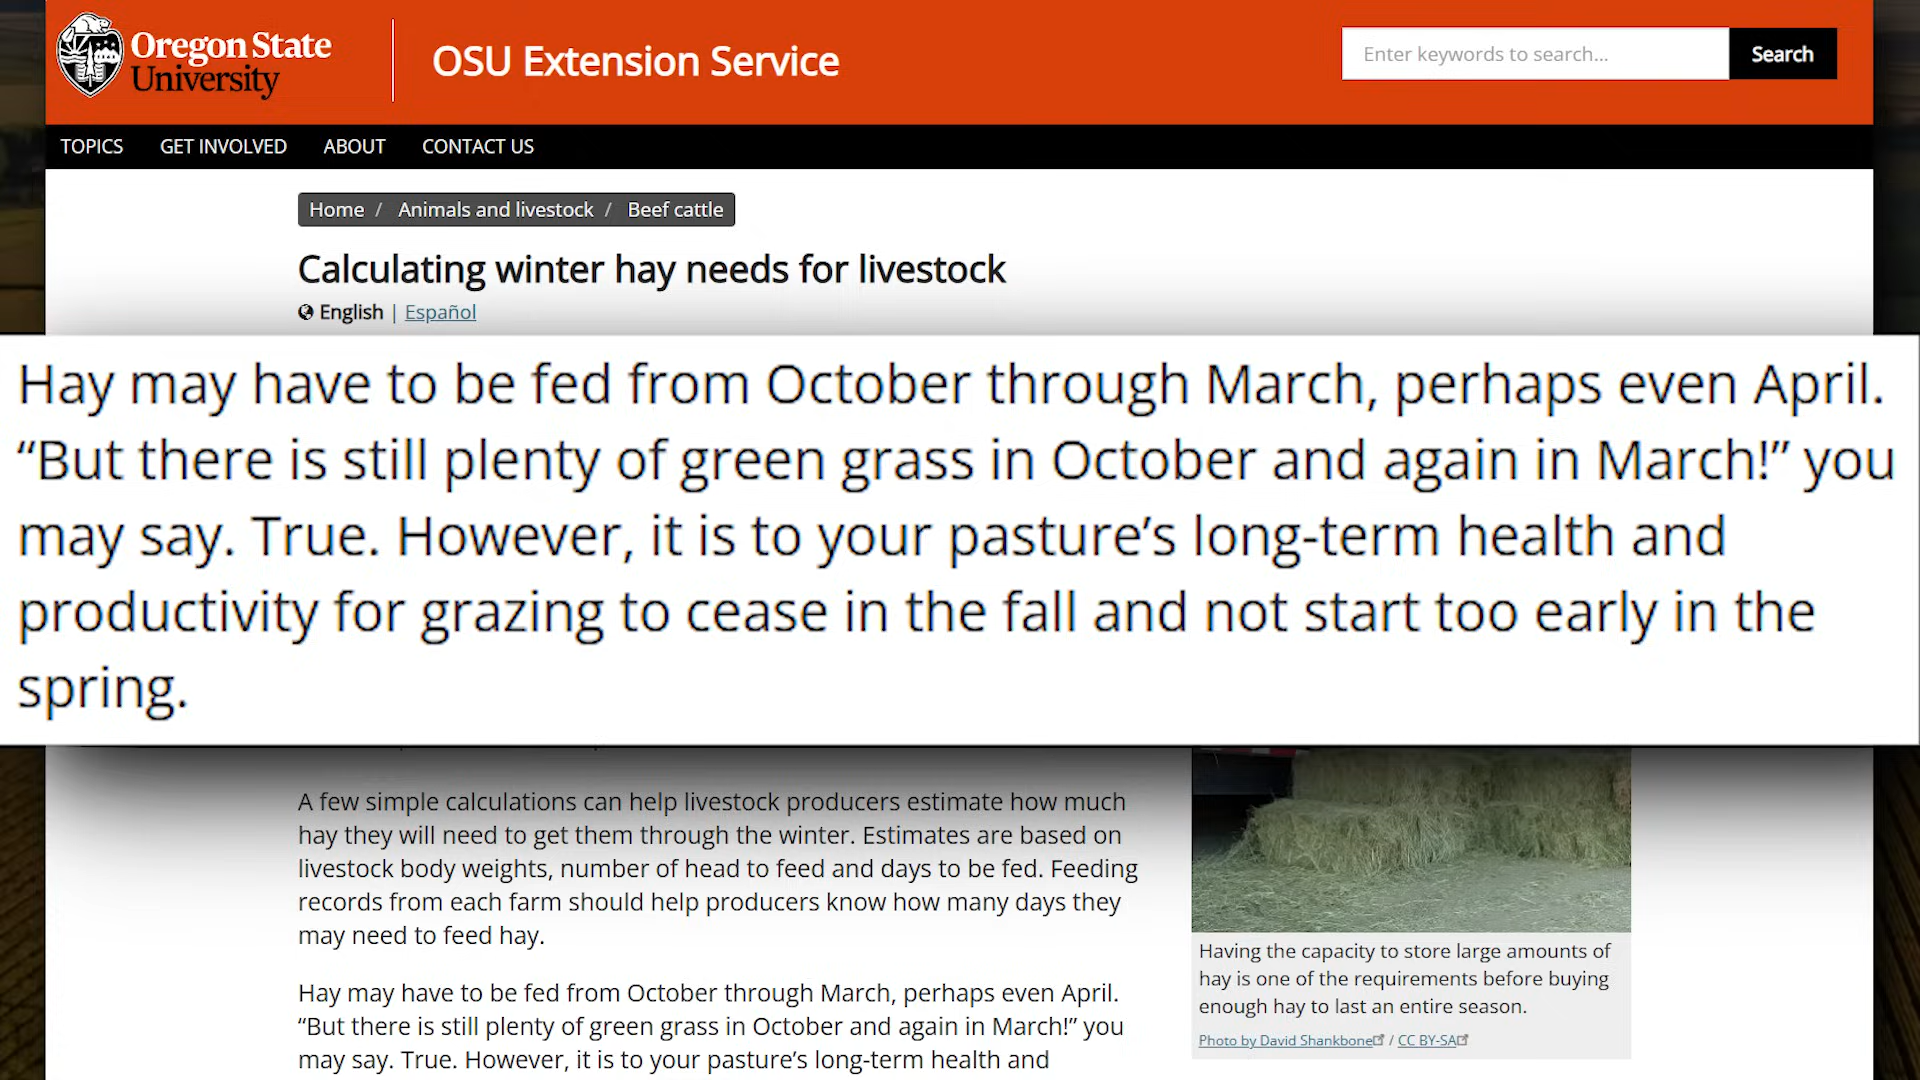 Oregon State
University
OSU Extension Service
Enter keywords to search...
Search
TOPICS
GET INVOLVED
ABOUT
CONTACT US
Home / Animals and livestock / Beef cattle
Calculating winter hay needs for livestock
English | Español
Hay may have to be fed from October through March, perhaps even April.
“But there is still plenty of green grass in October and again in March!” you
may say. True. However, it is to your pasture’s long-term health and
productivity for grazing to cease in the fall and not start too early in the
spring.
A few simple calculations can help livestock producers estimate how much
hay they will need to get them through the winter. Estimates are based on
livestock body weights, number of head to feed and days to be fed. Feeding
records from each farm should help producers know how many days they
may need to feed hay.
Hay may have to be fed from October through March, perhaps even April.
“But there is still plenty of green grass in October and again in March!” you
may say. True. However, it is to your pasture’s long-term health and
Having the capacity to store large amounts of
hay is one of the requirements before buying
enough hay to last an entire season.
Photo by David Shankbone / CC BY-SA